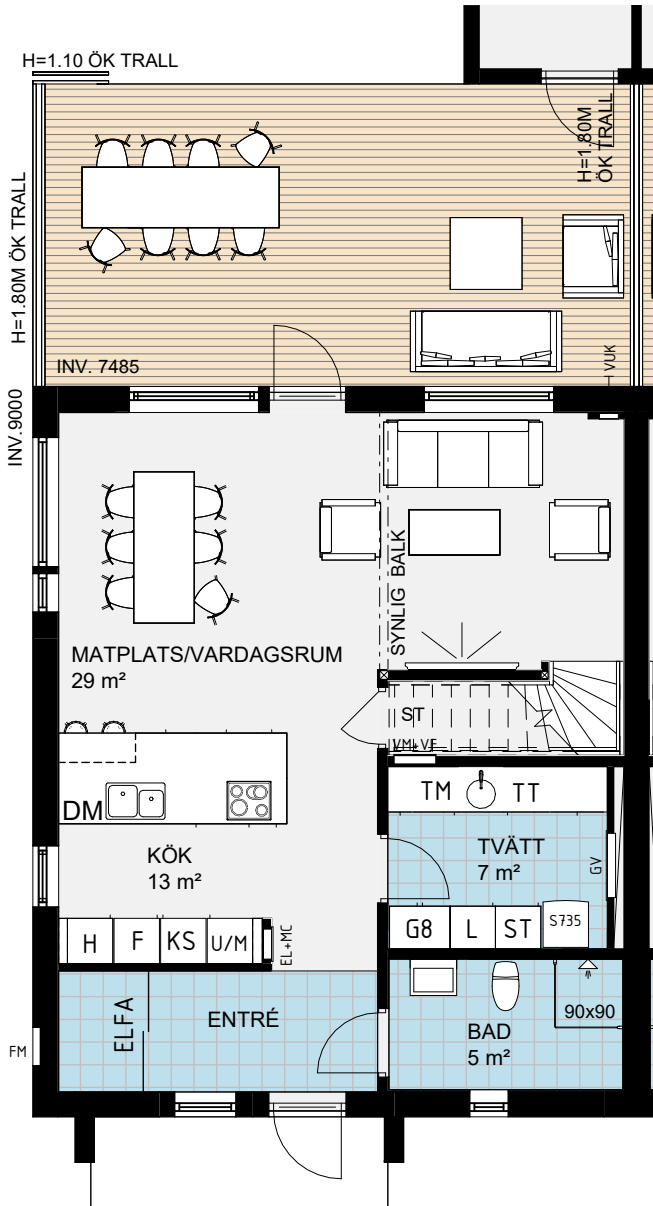 H=1.10 ÖK TRALL
H=1.80M
ÖK TRALL
H=1.80M ÖK TRALL
INV. 7485
VUK
INV.9000
SYNLIG BALK
MATPLATS/VARDAGSRUM
29 m²
ST
VM+VF
DM
TM
TT
TVÄTT
7 m²
GV
KÖK
13 m²
H
F
KS
U/M
EL+MC
G8
L
ST
S735
ELFA
ENTRÉ
FM
BAD
5 m²
90x90